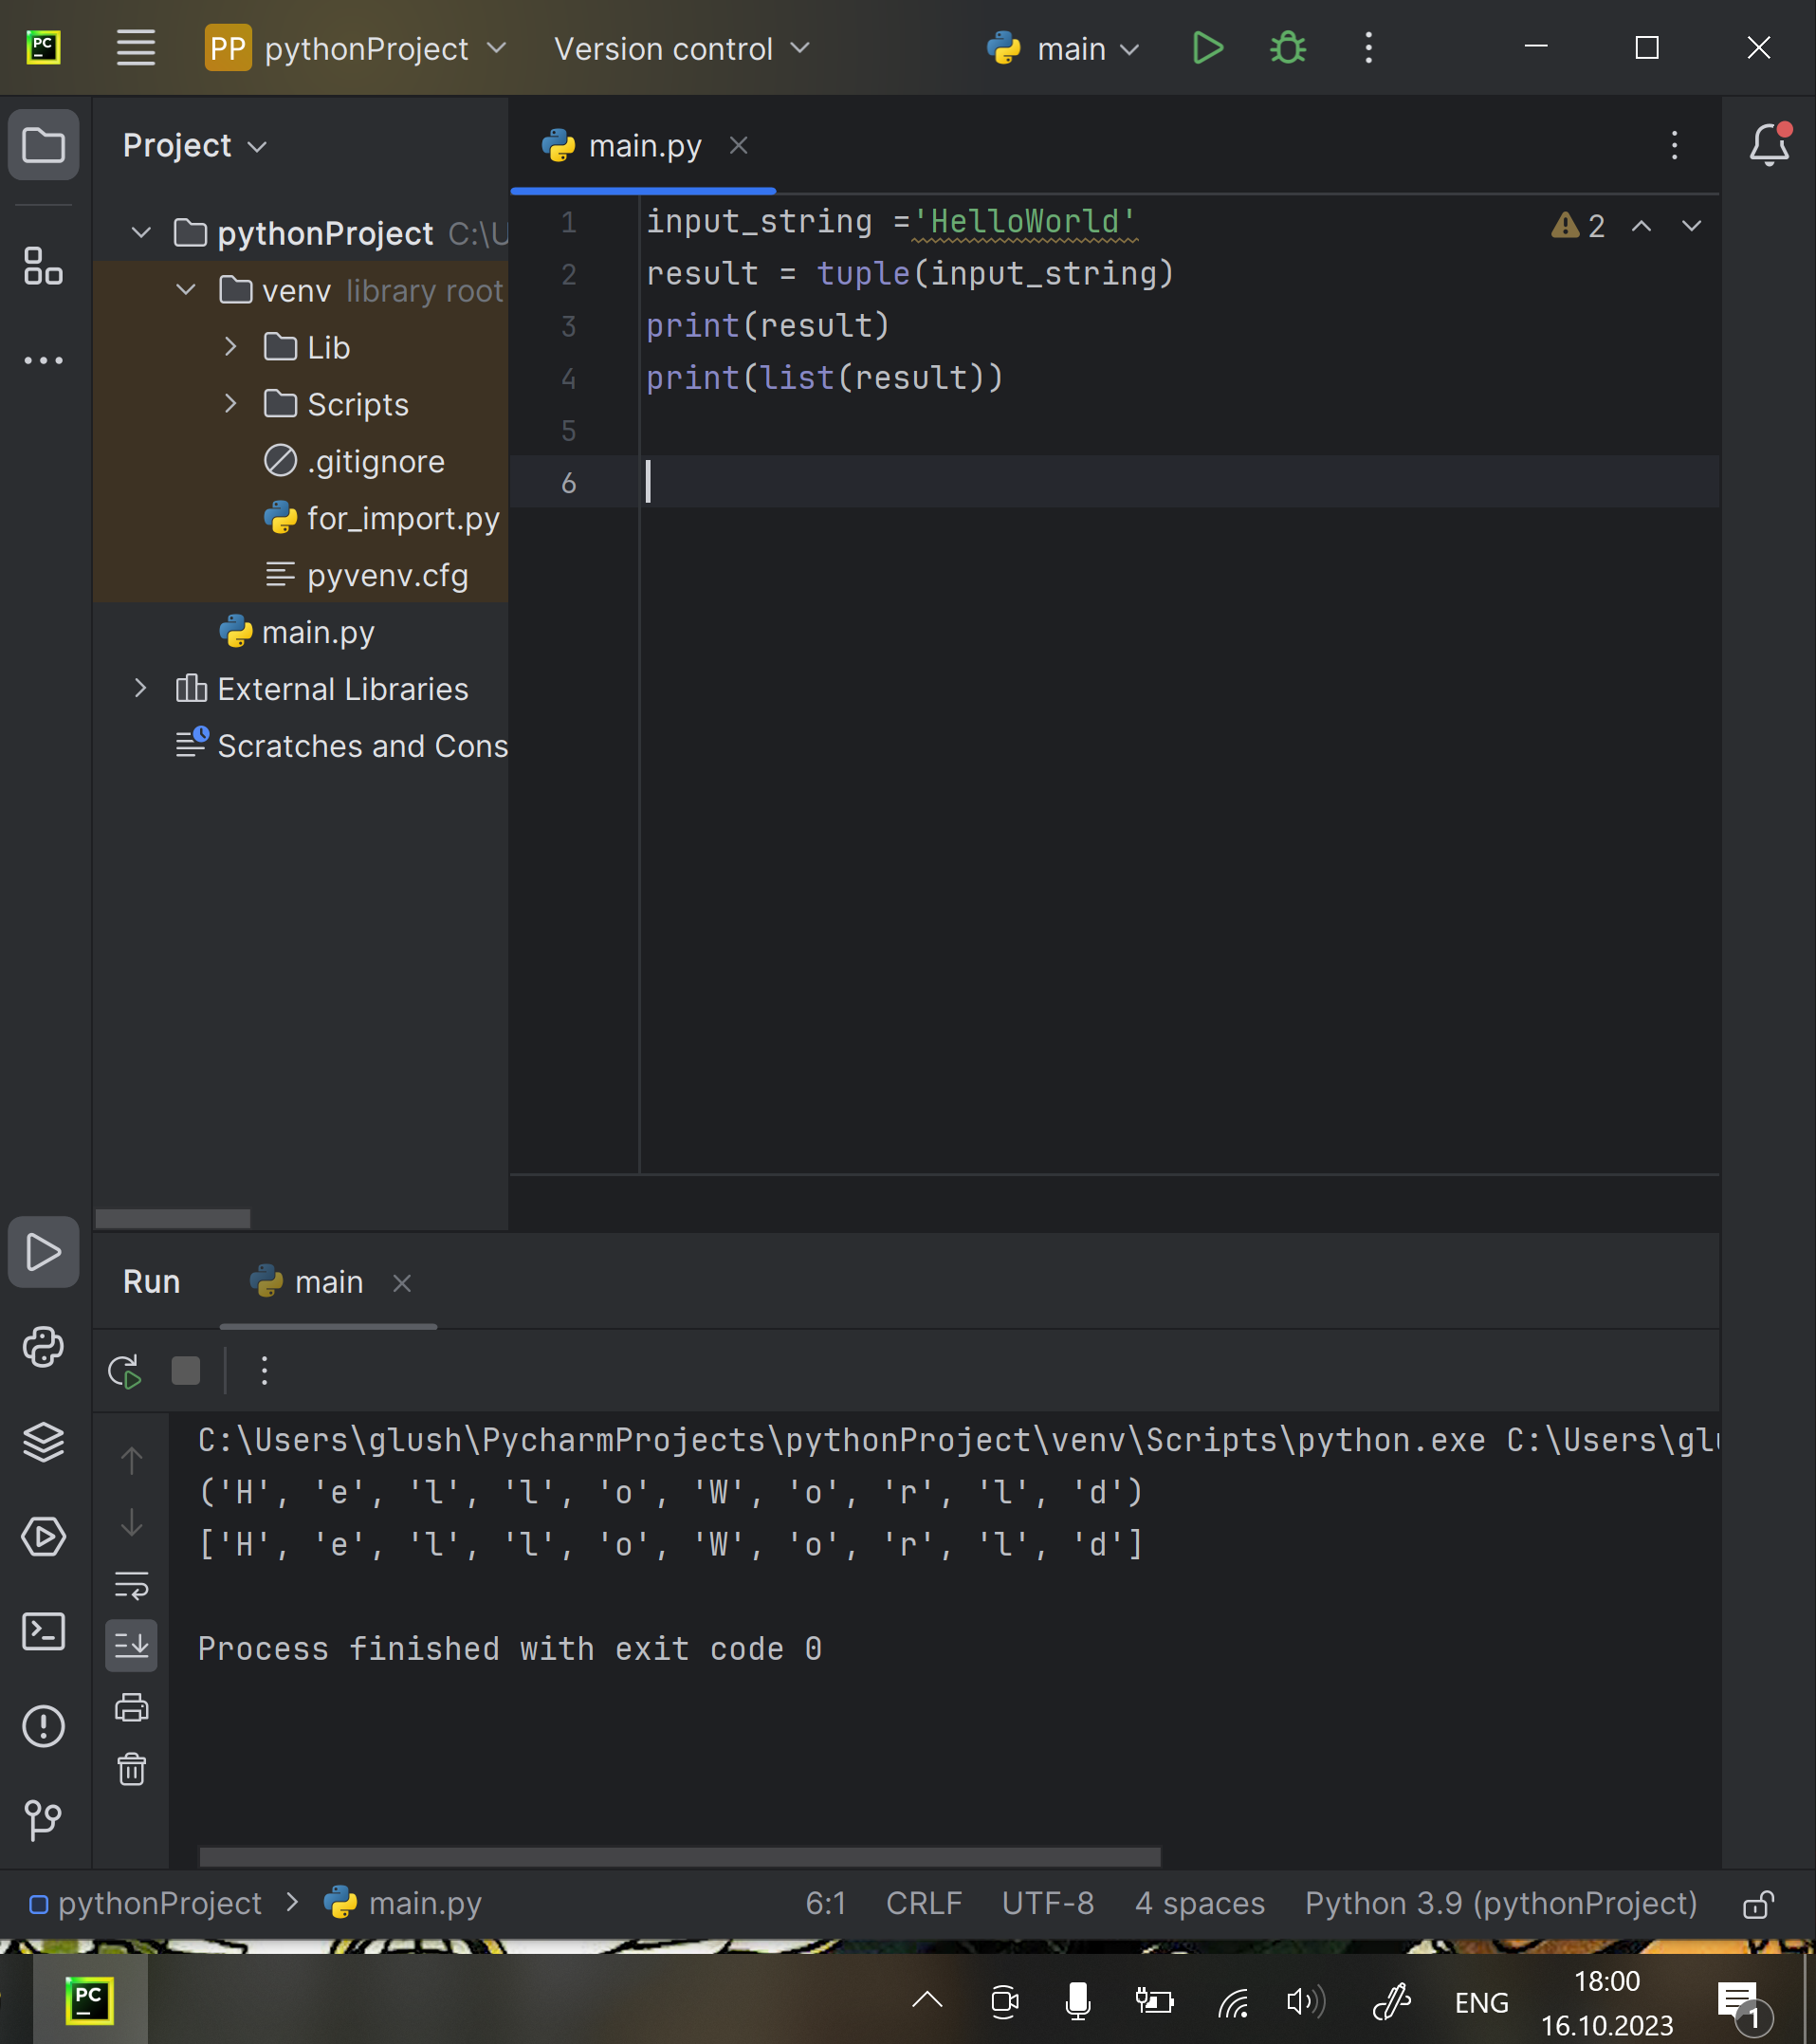 PC
PP pythonProject Version control main
Project
main.py
pythonProject C:\U
venv library root
Lib
Scripts
.gitignore
for_import.py
pyvenv.cfg
main.py
External Libraries
Scratches and Cons
1 input_string ='HelloWorld'
2 result = tuple(input_string)
3 print(result)
4 print(list(result))
5
6
2
Run main
C:\Users\glush\PycharmProjects\pythonProject\venv\Scripts\python.exe C:\Users\glu
('H', 'e', 'l', 'l', 'o', 'W', 'o', 'r', 'l', 'd')
['H', 'e', 'l', 'l', 'o', 'W', 'o', 'r', 'l', 'd']
Process finished with exit code 0
pythonProject > main.py 6:1 CRLF UTF-8 4 spaces Python 3.9 (pythonProject)
PC
ENG
18:00
16.10.2023
1